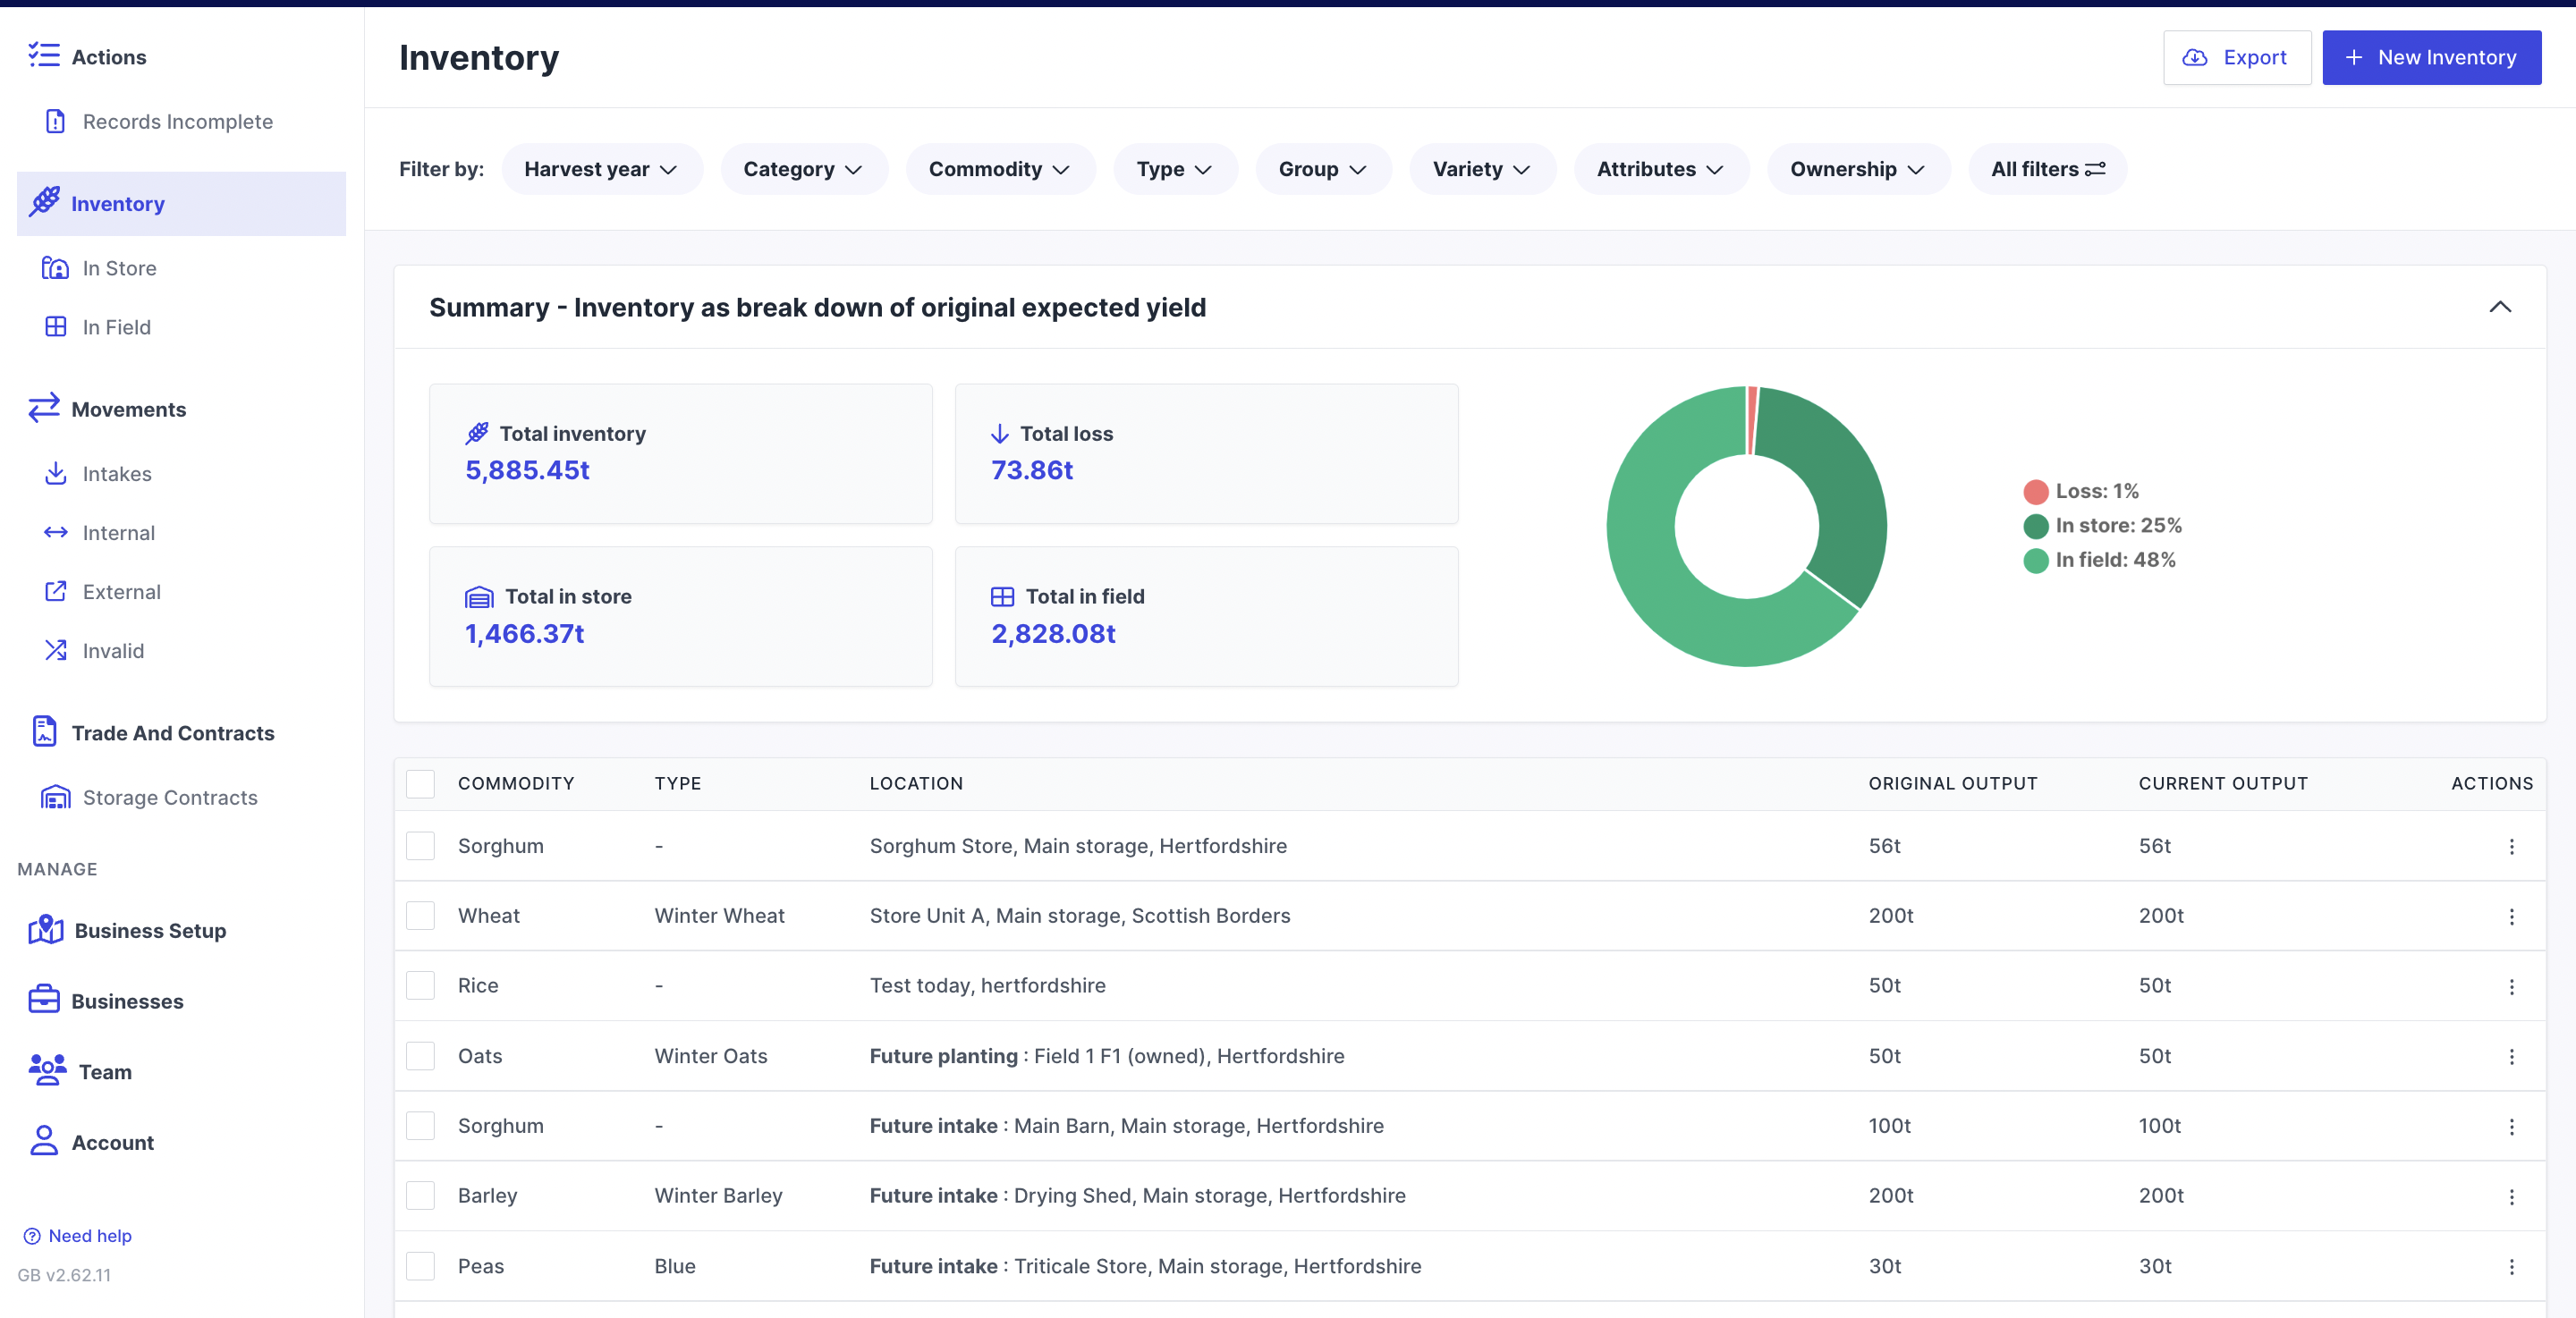 Actions
Records Incomplete
Inventory
In Store
In Field
Movements
Intakes
Internal
External
Invalid
Trade And Contracts
Storage Contracts
MANAGE
Business Setup
Businesses
Team
Account
Need help
GB v2.62.11
Inventory
Export
+ New Inventory
Filter by: Harvest year Category Commodity Type Group Variety Attributes Ownership All filters
Summary - Inventory as break down of original expected yield
Total inventory
5,885.45t
Total loss
73.86t
Total in store
1,466.37t
Total in field
2,828.08t
Loss: 1%
In store: 25%
In field: 48%
COMMODITY TYPE LOCATION ORIGINAL OUTPUT CURRENT OUTPUT ACTIONS
Sorghum - Sorghum Store, Main storage, Hertfordshire 56t 56t
Wheat Winter Wheat Store Unit A, Main storage, Scottish Borders 200t 200t
Rice - Test today, hertfordshire 50t 50t
Oats Winter Oats Future planting : Field 1 F1 (owned), Hertfordshire 50t 50t
Sorghum - Future intake : Main Barn, Main storage, Hertfordshire 100t 100t
Barley Winter Barley Future intake : Drying Shed, Main storage, Hertfordshire 200t 200t
Peas Blue Future intake : Triticale Store, Main storage, Hertfordshire 30t 30t